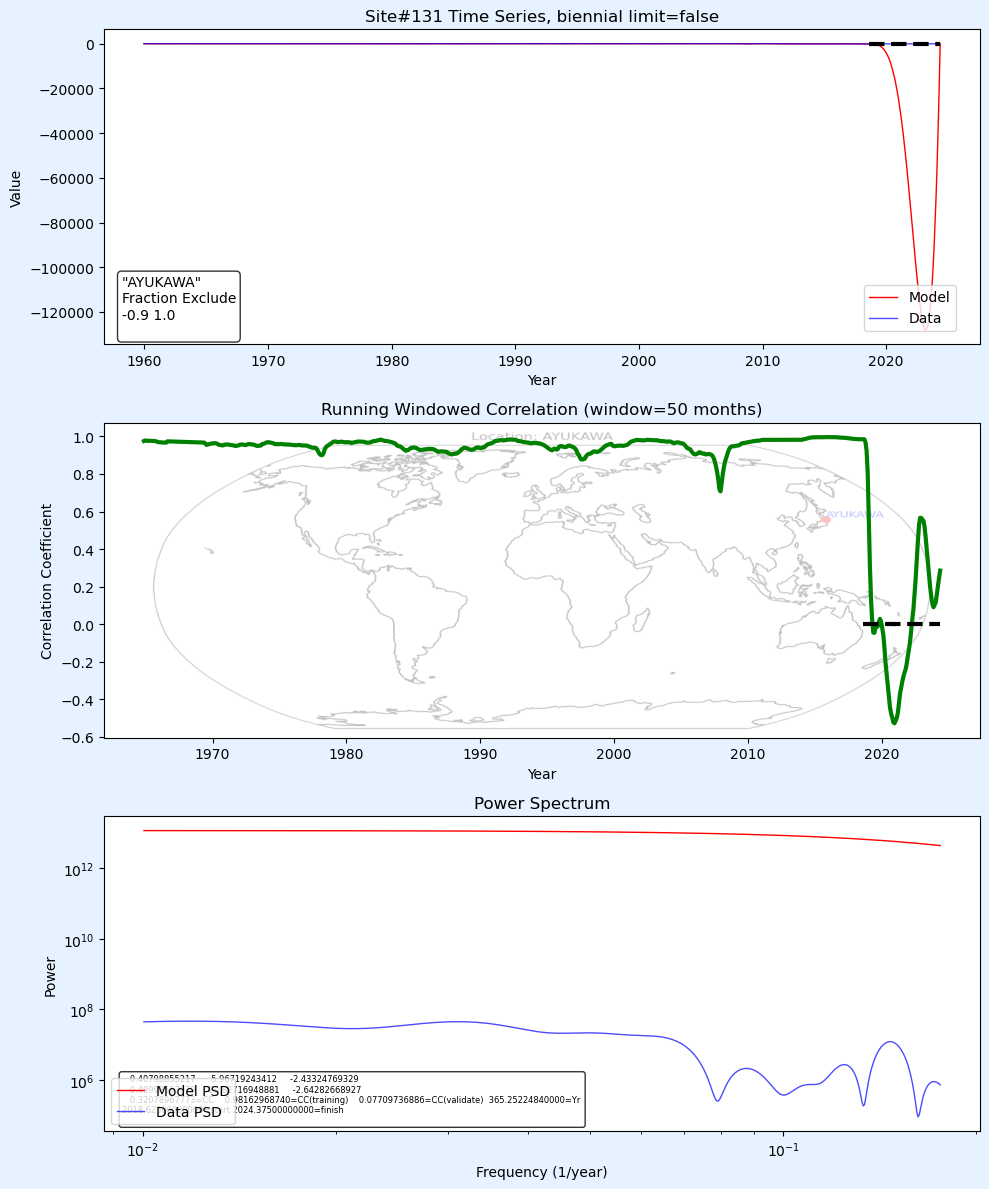 Site#131 Time Series, biennial limit=false
0
−20000
−40000
−60000
−80000
−100000
−120000
Value
"AYUKAWA"
Fraction Exclude
-0.9 1.0
Model
Data
1960
1970
1980
1990
2000
2010
2020
Year
Running Windowed Correlation (window=50 months)
Location: AYUKAWA
AYUKAWA
1.0
0.8
0.6
0.4
0.2
0.0
−0.2
−0.4
−0.6
Correlation Coefficient
1970
1980
1990
2000
2010
2020
Year
Power Spectrum
10^12
10^10
10^8
10^6
Power
-2.43324769329
-2.64282668927
0.98162968740=CC(training) 0.07709736886=CC(validate) 365.25224840000=Yr
2024.37500000000=finish
Model PSD
Data PSD
10^−2
10^−1
Frequency (1/year)